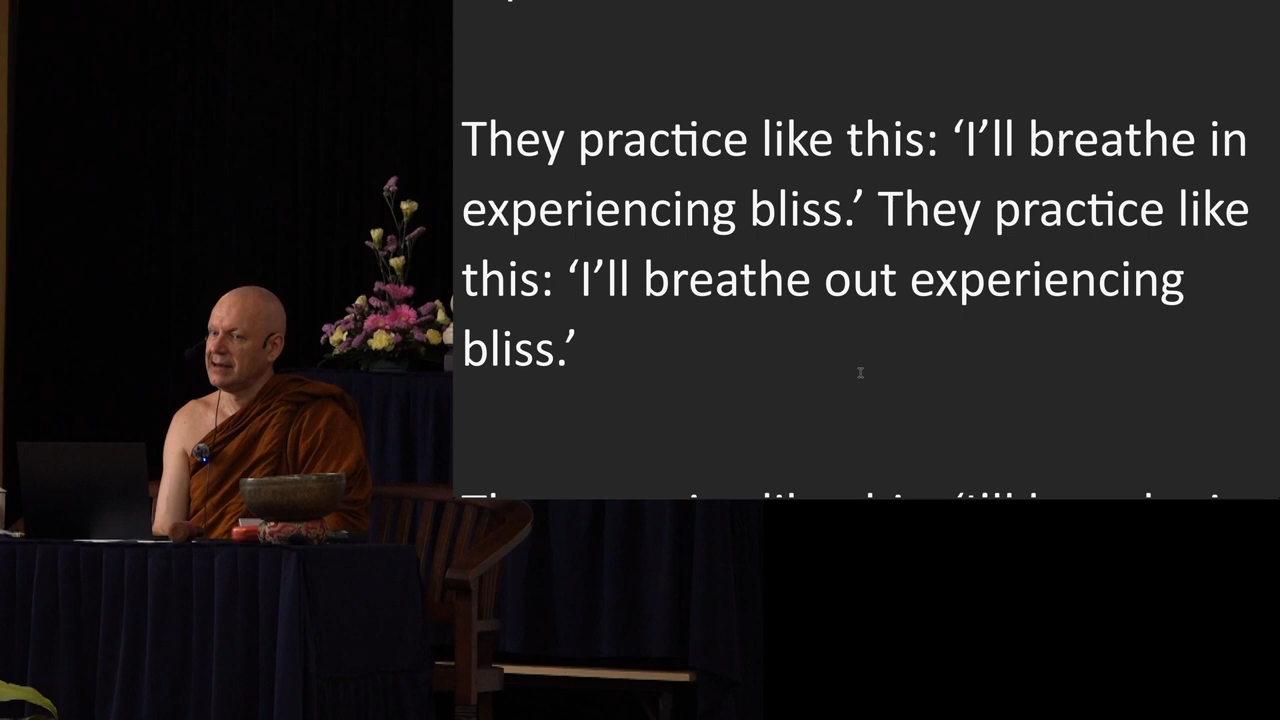 They practice like this: ‘I’ll breathe in
experiencing bliss.’ They practice like
this: ‘I’ll breathe out experiencing
bliss.’